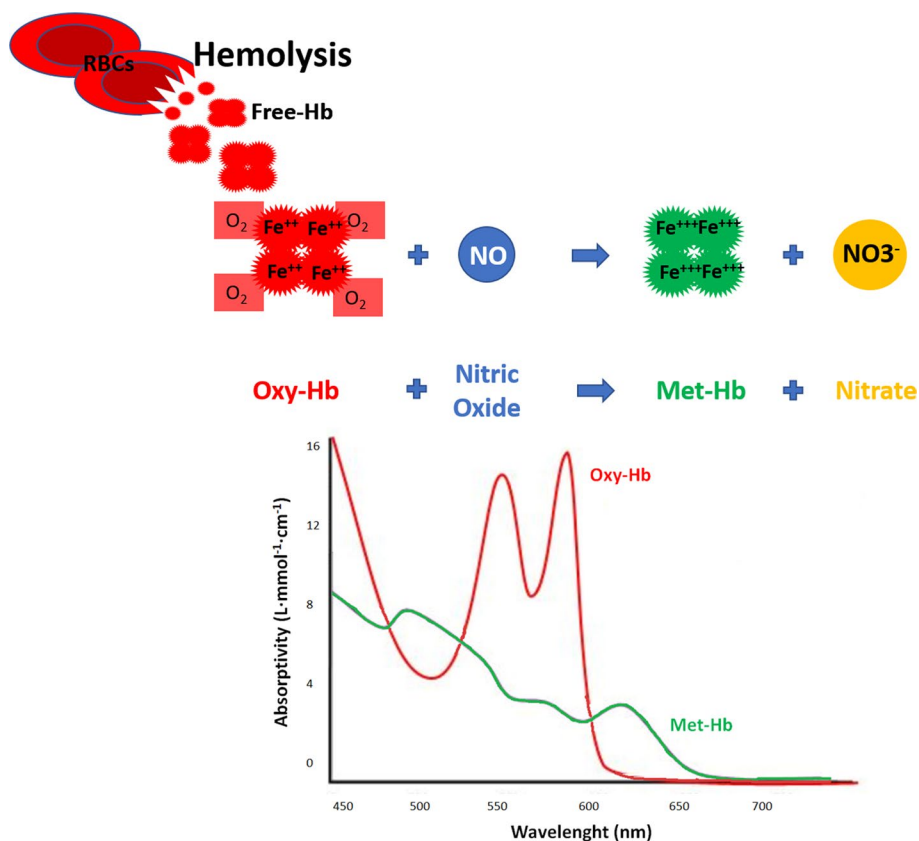 RBCs
Hemolysis
Free-Hb
O₂ Fe⁺⁺ Fe⁺⁺ O₂
O₂ Fe⁺⁺ Fe⁺⁺ O₂
+ NO
Fe⁺⁺⁺ Fe⁺⁺⁺
Fe⁺⁺⁺ Fe⁺⁺⁺
+ NO3⁻
Oxy-Hb + Nitric
Oxide
Met-Hb + Nitrate
16
12
8
4
0
Absorptivity (L·mmol⁻¹·cm⁻¹)
Oxy-Hb
Met-Hb
450 500 550 600 650 700
Wavelenght (nm)